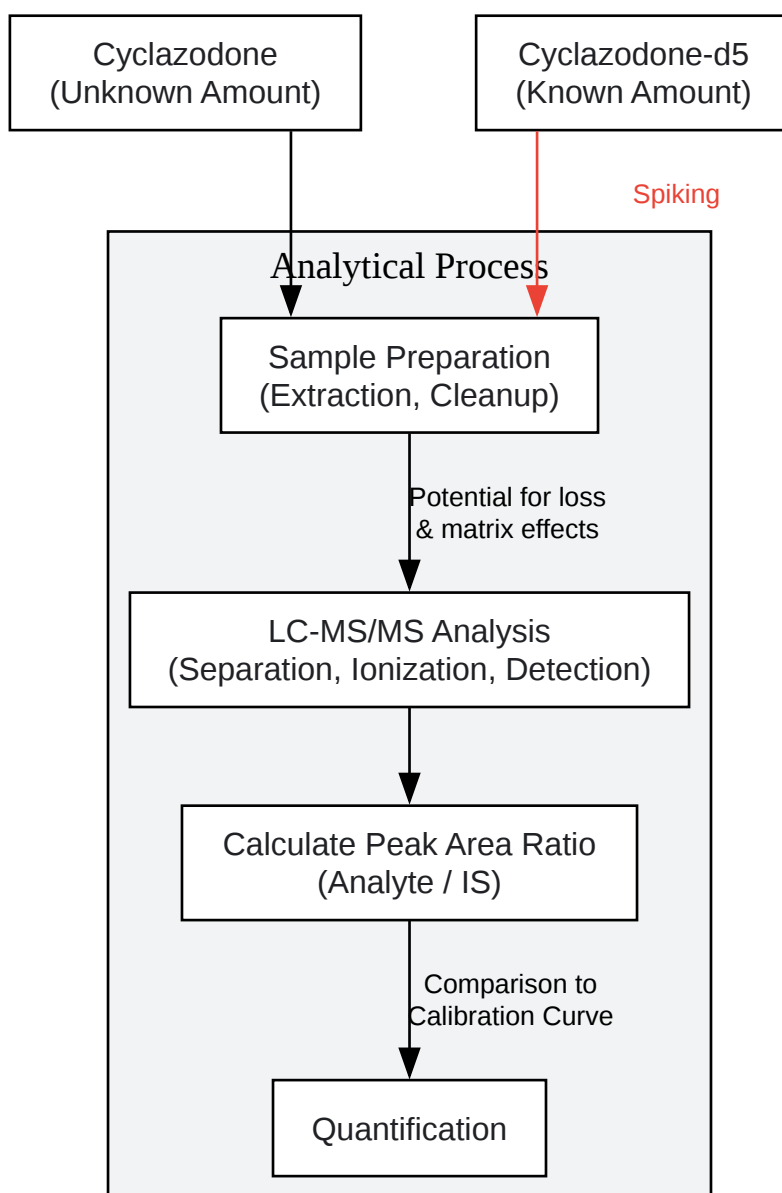 Cyclazodone
(Unknown Amount)
Cyclazodone-d5
(Known Amount)
Spiking
Analytical Process
Sample Preparation
(Extraction, Cleanup)
Potential for loss
& matrix effects
LC-MS/MS Analysis
(Separation, Ionization, Detection)
Calculate Peak Area Ratio
(Analyte / IS)
Comparison to
Calibration Curve
Quantification